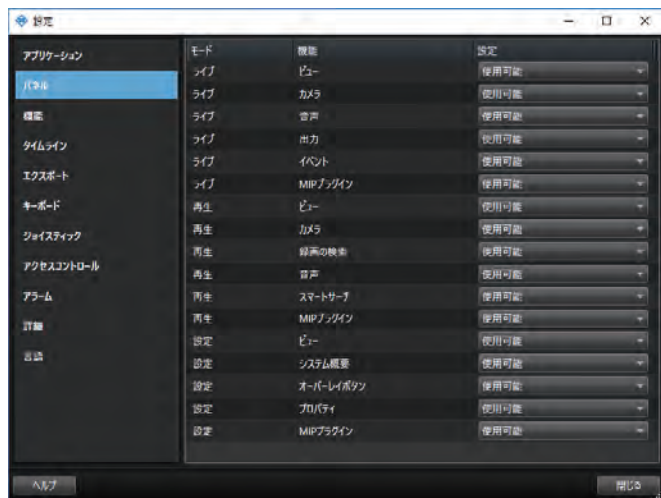 設定
アプリケーション
パネル
機能
タイムライン
エクスポート
キーボード
ジョイスティック
アクセスコントロール
アラーム
詳細
言語
モード 機能 設定
ライブ ビュー 使用可能
ライブ カメラ 使用可能
ライブ 音声 使用可能
ライブ 出力 使用可能
ライブ イベント 使用可能
ライブ MIPプラグイン 使用可能
再生 ビュー 使用可能
再生 カメラ 使用可能
再生 録画の検索 使用可能
再生 音声 使用可能
再生 スマートサーチ 使用可能
再生 MIPプラグイン 使用可能
設定 ビュー 使用可能
設定 システム概要 使用可能
設定 オーバーレイボタン 使用可能
設定 プロパティ 使用可能
設定 MIPプラグイン 使用可能
ヘルプ 閉じる